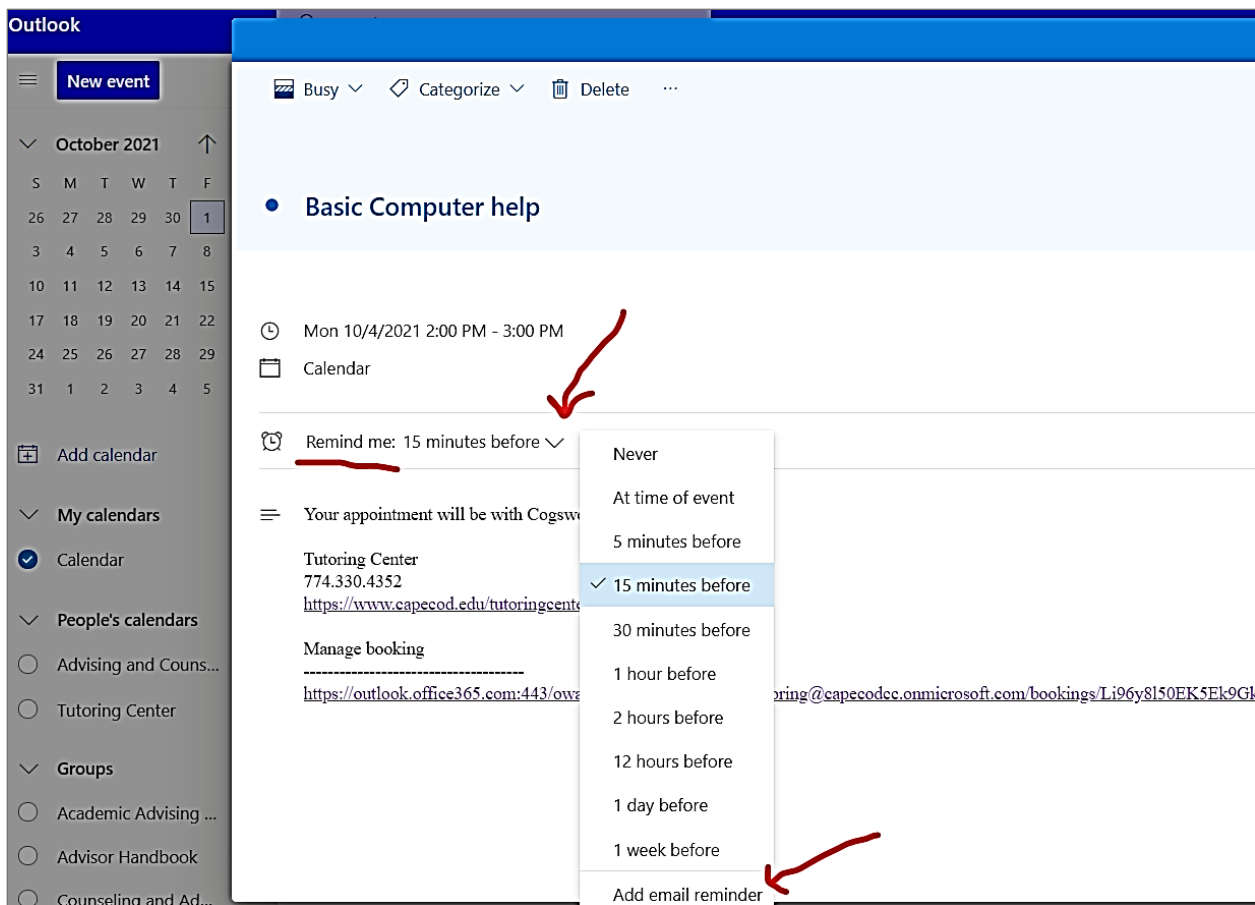 Outlook
New event
October 2021
S M T W T F
26 27 28 29 30 1
3 4 5 6 7 8
10 11 12 13 14 15
17 18 19 20 21 22
24 25 26 27 28 29
31 1 2 3 4 5
Add calendar
My calendars
Calendar
People's calendars
Advising and Couns...
Tutoring Center
Groups
Academic Advising ...
Advisor Handbook
Counseling and Ad...
Busy Categorize Delete ...
Basic Computer help
Mon 10/4/2021 2:00 PM - 3:00 PM
Calendar
Remind me: 15 minutes before
Never
At time of event
5 minutes before
15 minutes before
30 minutes before
1 hour before
2 hours before
12 hours before
1 day before
1 week before
Add email reminder
Your appointment will be with Cogsw
Tutoring Center
774.330.4352
https://www.capecod.edu/tutoringcente
Manage booking
------------------------------------
https://outlook.office365.com:443/owa ring@capecodcc.onmicrosoft.com/bookings/Li96y8l50EK5Ek9Gk